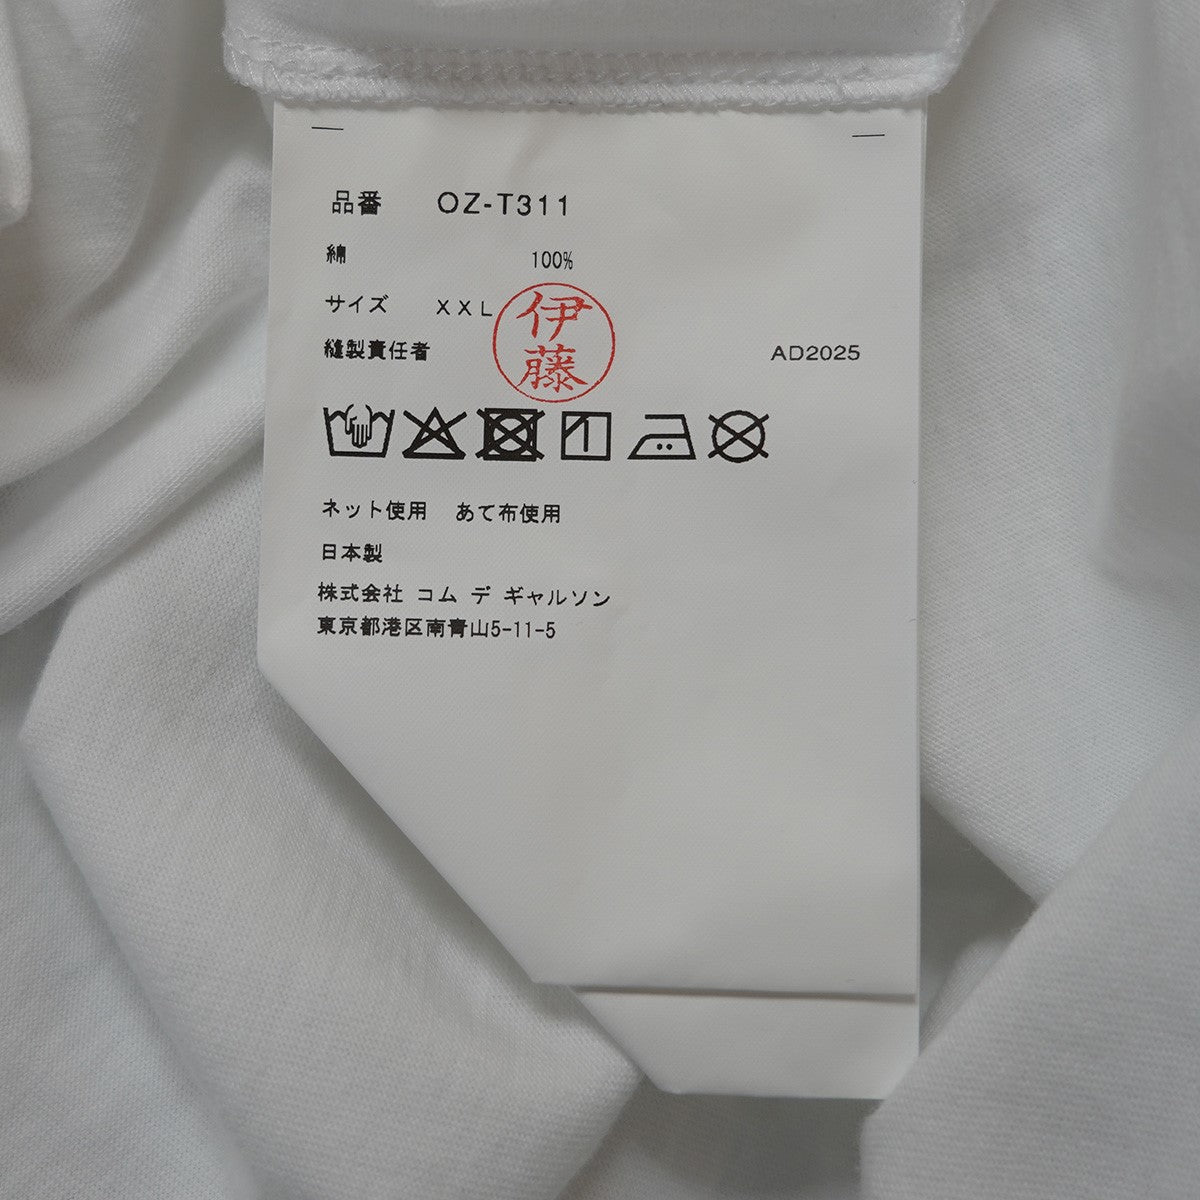 品番 OZ-T311
綿 100%
サイズ XXL
伊藤
縫製責任者 AD2025
ネット使用 あて布使用
日本製
株式会社 コム デ ギャルソン
東京都港区南青山5-11-5